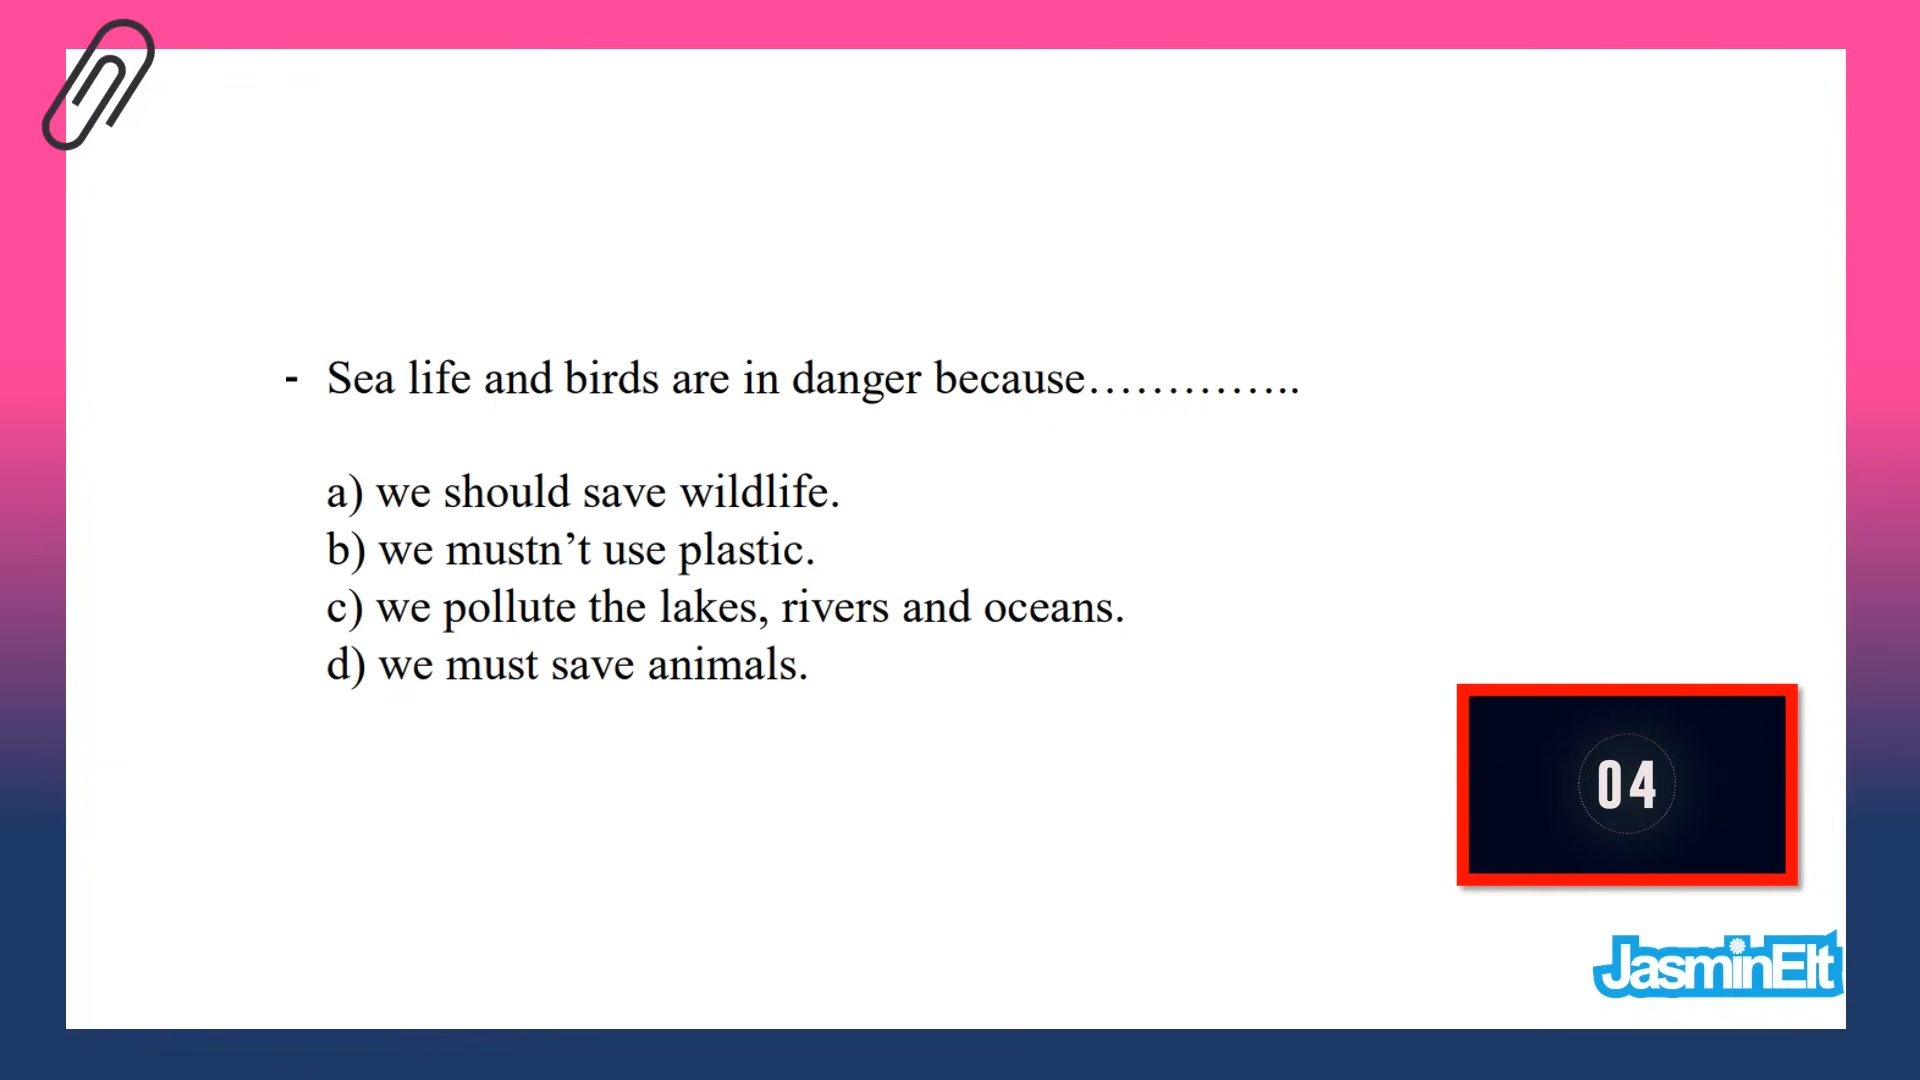 - Sea life and birds are in danger because…………..
a) we should save wildlife.
b) we mustn’t use plastic.
c) we pollute the lakes, rivers and oceans.
d) we must save animals.
04
JasminElt